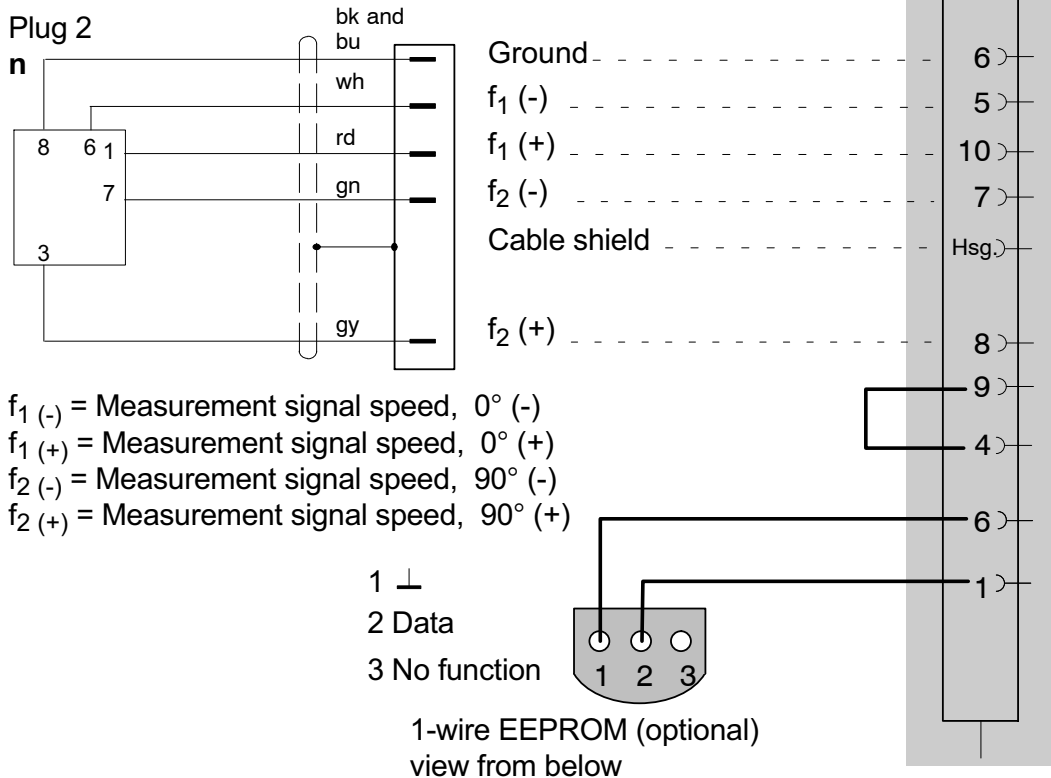 Plug 2
n
bk and
bu
wh
rd
gn
gy
8 6 1
7
3
Ground 6
f1 (-) 5
f1 (+) 10
f2 (-) 7
Cable shield Hsg.
f2 (+) 8
9
4
6
1
f1 (-) = Measurement signal speed, 0° (-)
f1 (+) = Measurement signal speed, 0° (+)
f2 (-) = Measurement signal speed, 90° (-)
f2 (+) = Measurement signal speed, 90° (+)
1 ⊥
2 Data
3 No function
1 2 3
1-wire EEPROM (optional)
view from below